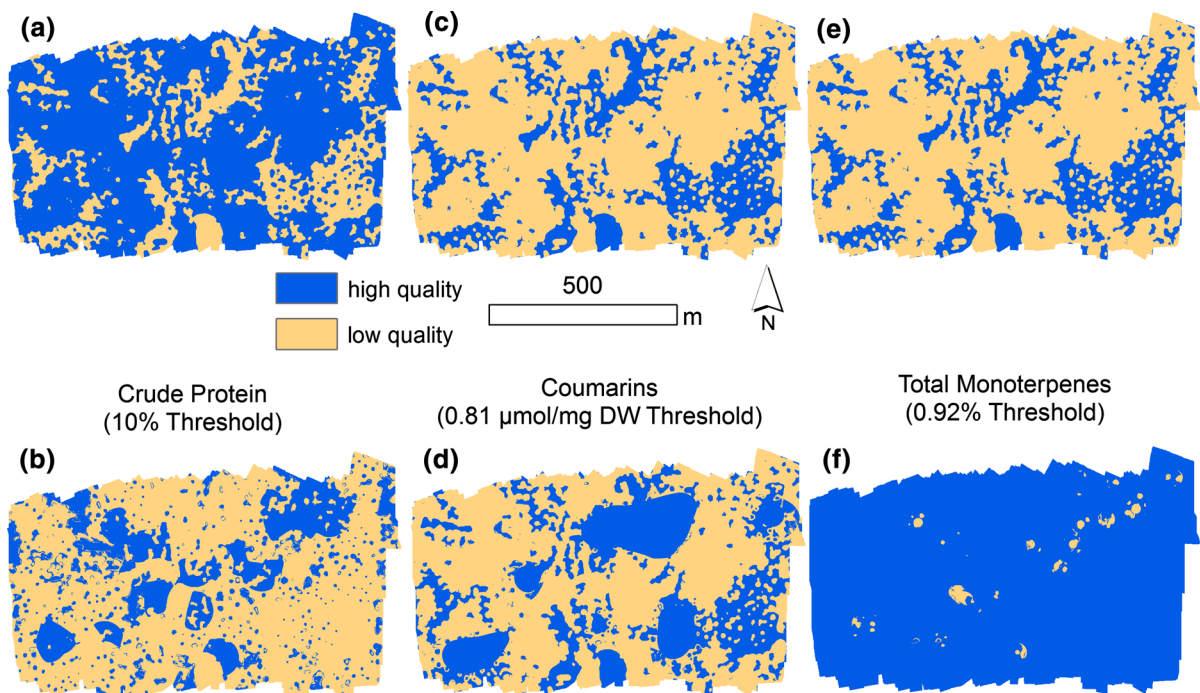 (a)
(c)
(e)
high quality
low quality
500
m
N
Crude Protein
(10% Threshold)
Coumarins
(0.81 µmol/mg DW Threshold)
Total Monoterpenes
(0.92% Threshold)
(b)
(d)
(f)